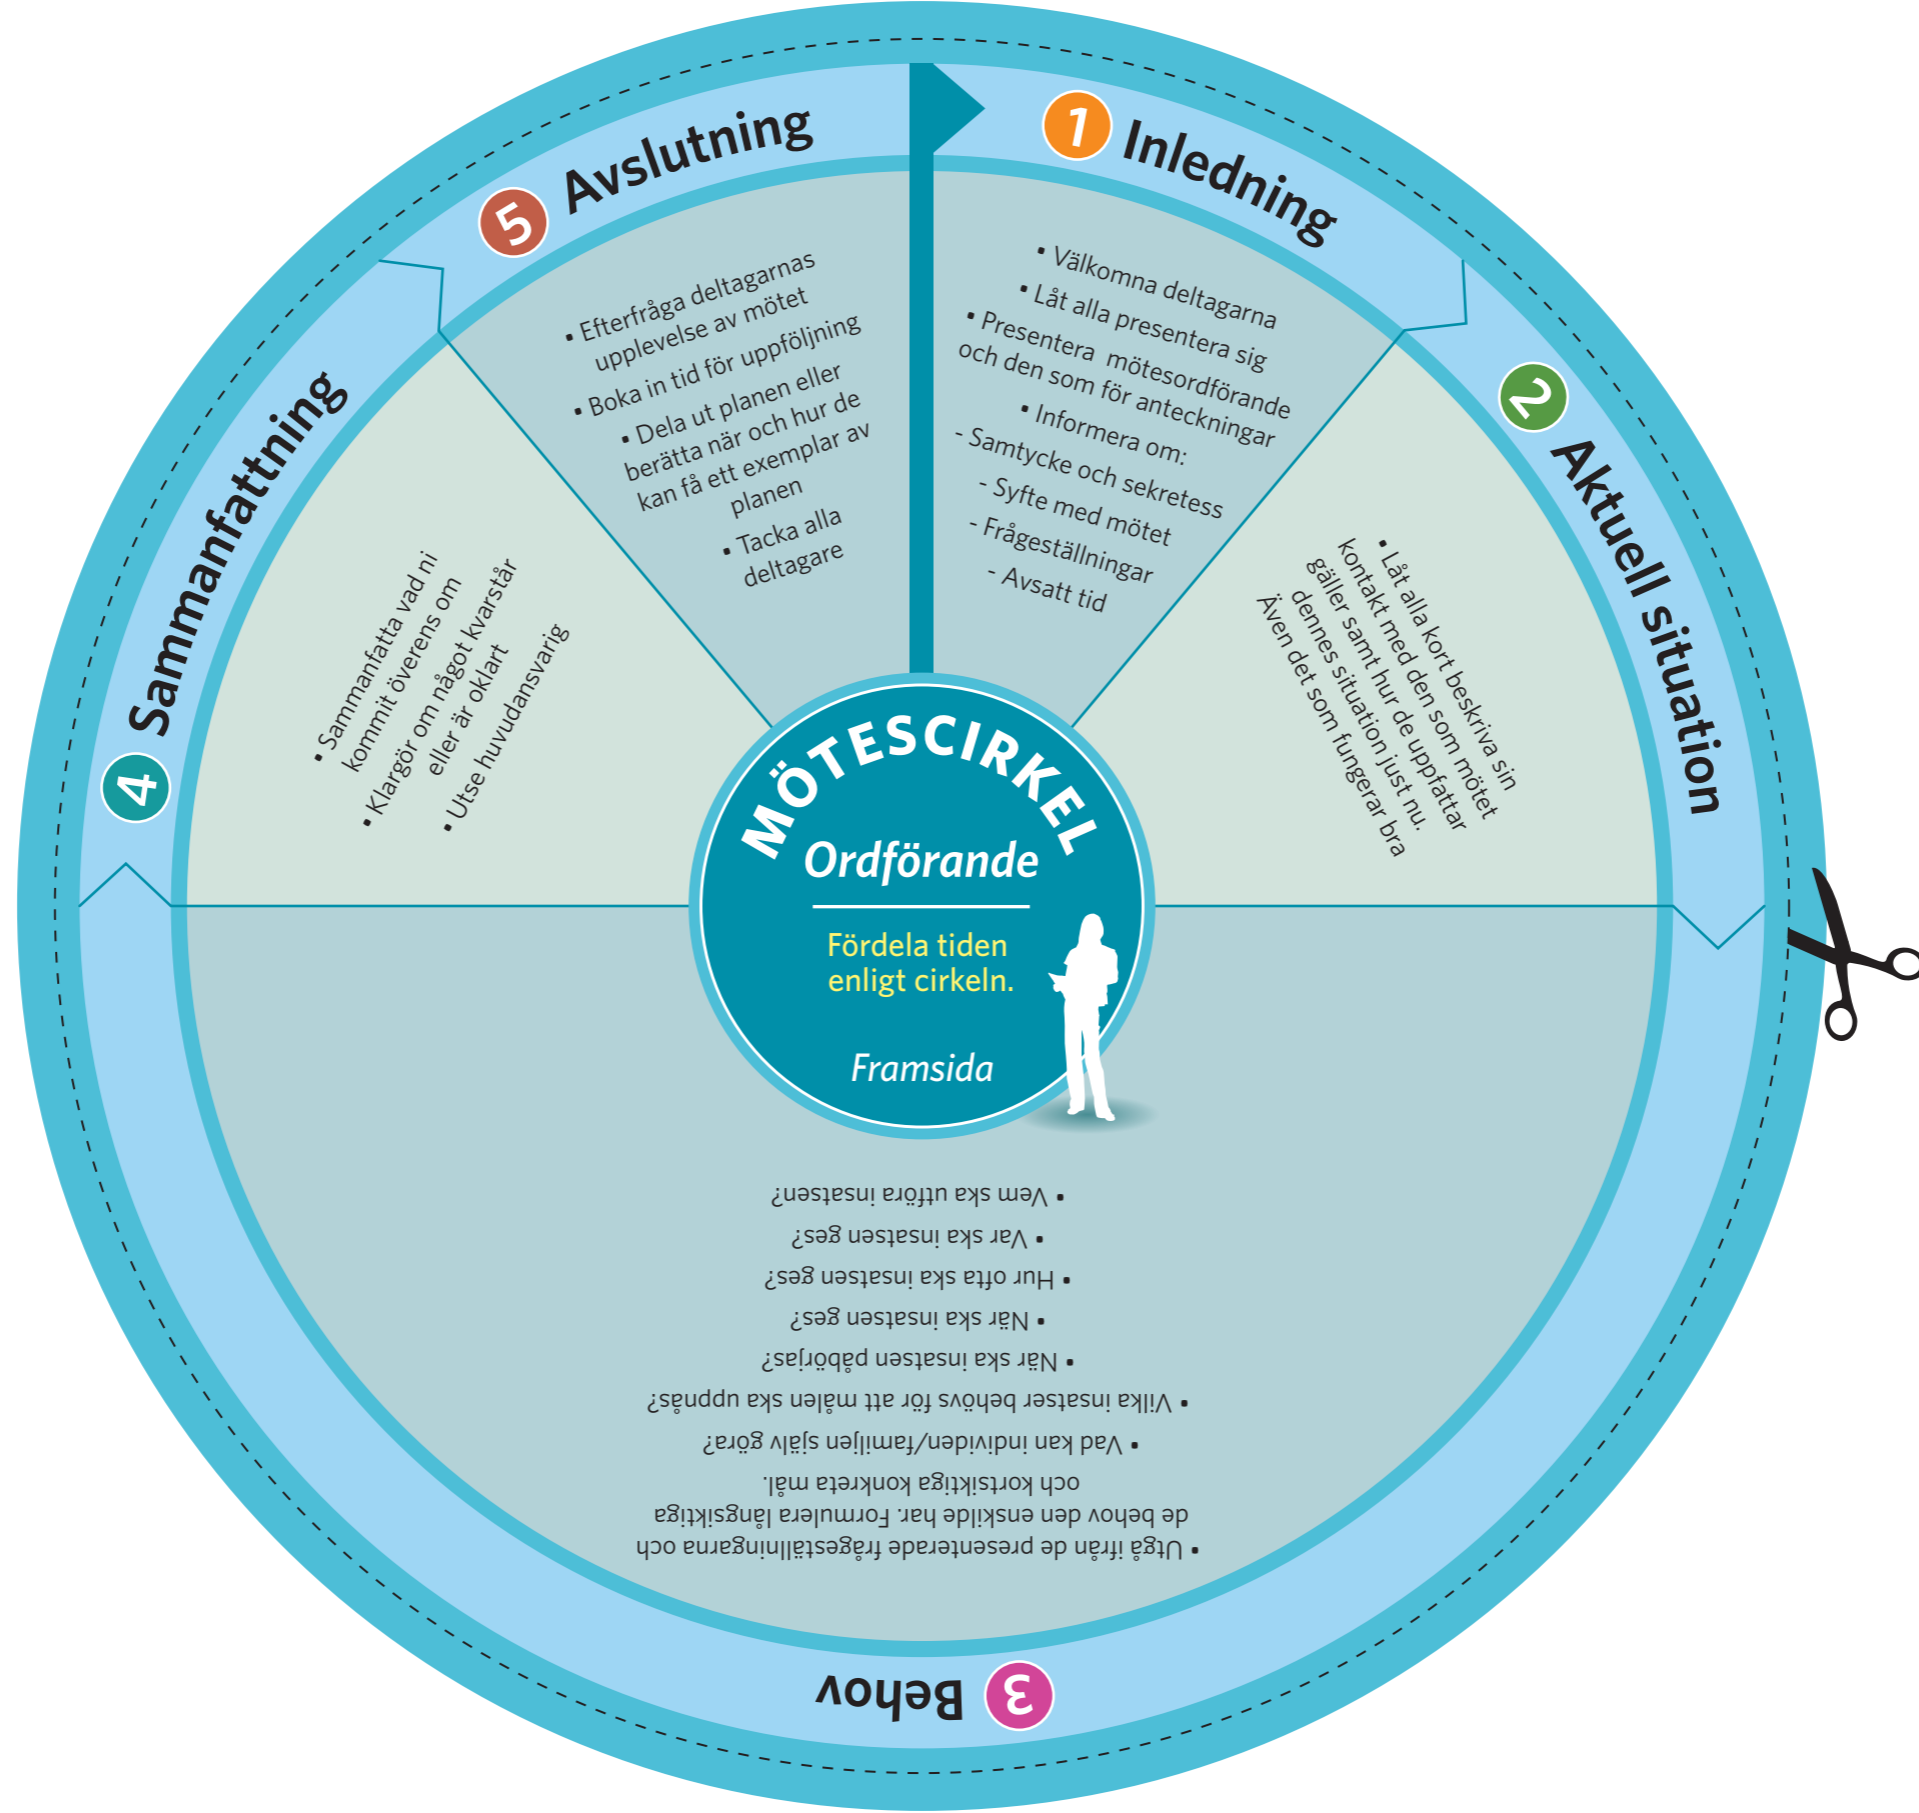 MÖTESCIRKEL
Ordförande
Fördela tiden
enligt cirkeln.
Framsida
1 Inledning
▪ Välkomna deltagarna
▪ Låt alla presentera sig
▪ Presentera mötesordförande
och den som för anteckningar
▪ Informera om:
- Samtycke och sekretess
- Syfte med mötet
- Frågeställningar
- Avsatt tid
2 Aktuell situation
▪ Låt alla kort beskriva sin
kontakt med den som mötet
gäller samt hur de uppfattar
dennes situation just nu.
Även det som fungerar bra
3 Behov
▪ Utgå ifrån de presenterade frågeställningarna och
de behov den enskilde har. Formulera långsiktiga
och kortsiktiga konkreta mål.
▪ Vad kan individen/familjen själv göra?
▪ Vilka insatser behövs för att målen ska uppnås?
▪ När ska insatsen påbörjas?
▪ När ska insatsen ges?
▪ Hur ofta ska insatsen ges?
▪ Var ska insatsen ges?
▪ Vem ska utföra insatsen?
4 Sammanfattning
▪ Sammanfatta vad ni
kommit överens om
▪ Klargör om något kvarstår
eller är oklart
▪ Utse huvudansvarig
5 Avslutning
▪ Efterfråga deltagarnas
upplevelse av mötet
▪ Boka in tid för uppföljning
▪ Dela ut planen eller
berätta när och hur de
kan få ett exemplar av
planen
▪ Tacka alla
deltagare